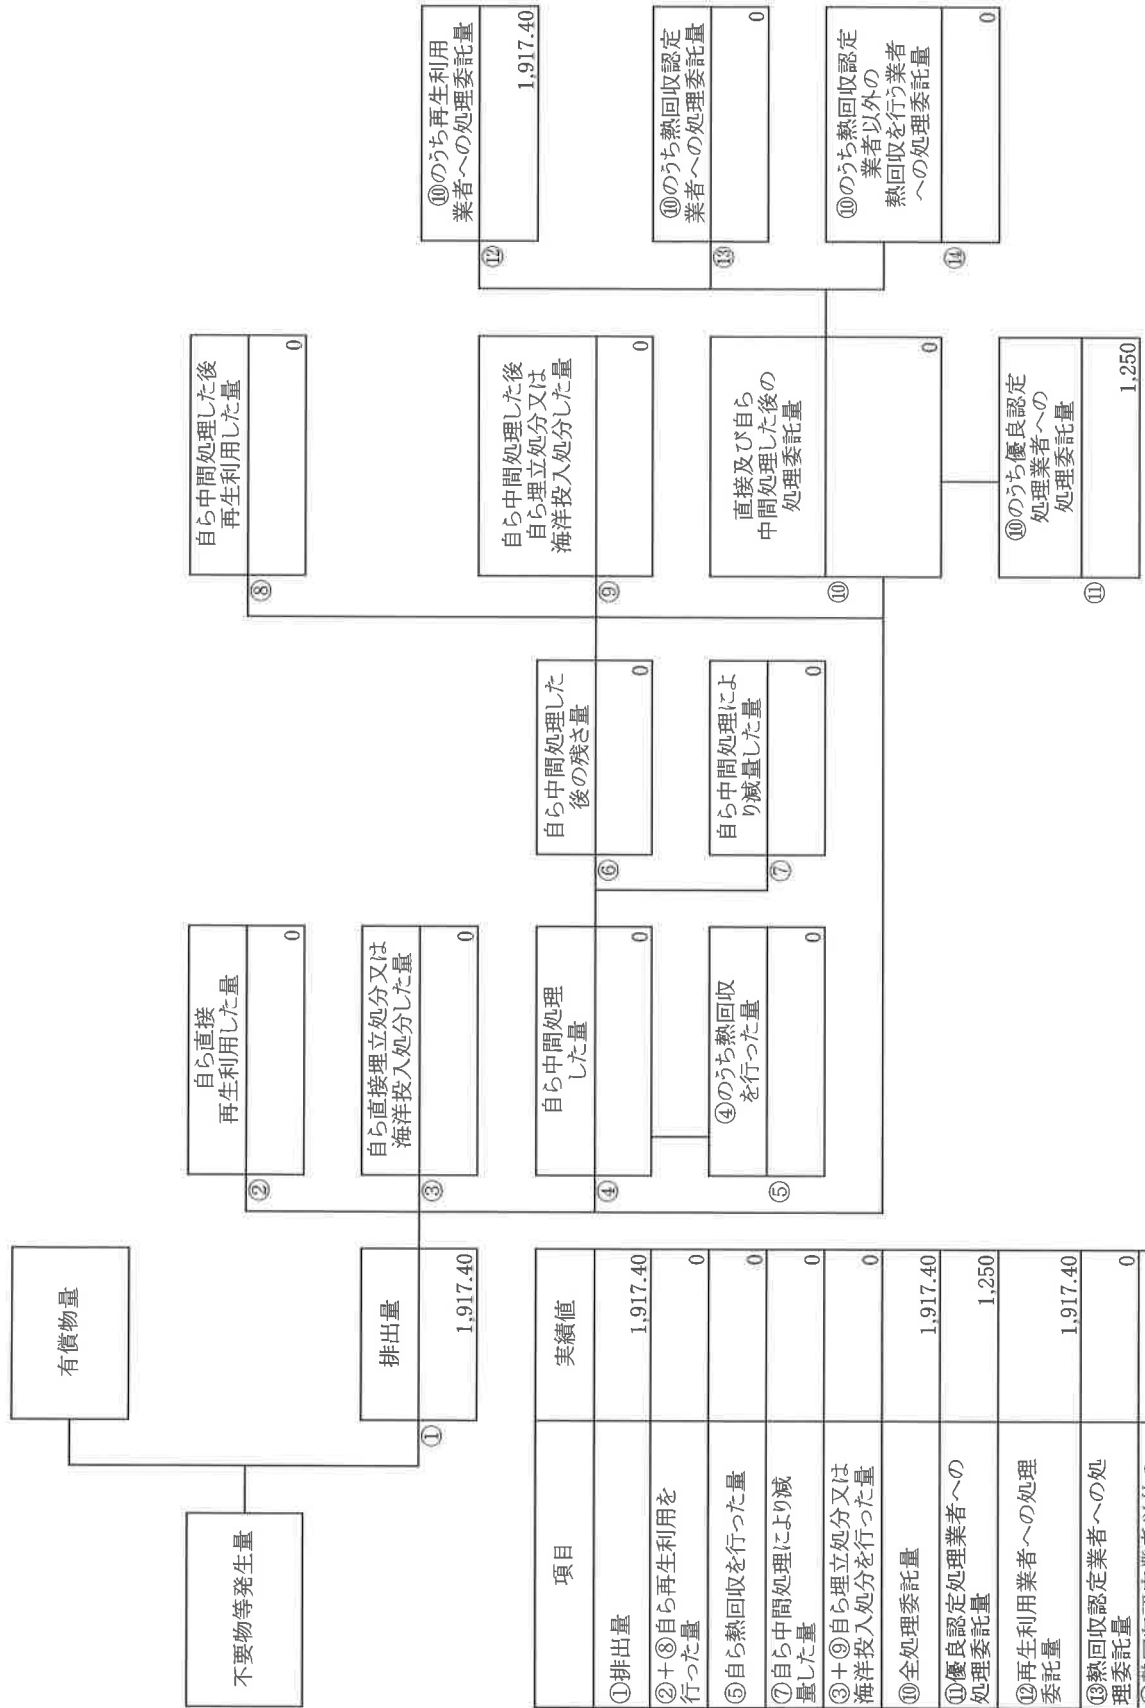 有償物量
不要物等発生量
排出量
①
1,917.40
自ら直接
再生利用した量
②
0
自ら直接埋立処分又は
海洋投入処分した量
③
0
自ら中間処理
した量
④
0
④のうち熱回収
を行った量
⑤
0
自ら中間処理した
後の残さ量
⑥
0
自ら中間処理によ
り減量した量
⑦
0
自ら中間処理した後
再生利用した量
⑧
0
自ら中間処理した後
自ら埋立処分又は
海洋投入処分した量
⑨
0
直接及び自ら
中間処理した後の
処理委託量
⑩
0
⑩のうち優良認定
処理業者への
処理委託量
⑪
1,250
⑩のうち再生利用
業者への処理委託量
⑫
1,917.40
⑩のうち熱回収認定
業者への処理委託量
⑬
0
⑩のうち熱回収認定
業者以外の
熱回収を行う業者
への処理委託量
⑭
0
項目 実績値
①排出量 1,917.40
②+⑧自ら再生利用を
行った量 0
⑤自ら熱回収を行った量 0
⑦自ら中間処理により減
量した量 0
③+⑨自ら埋立処分又は
海洋投入処分を行った量 0
⑩全処理委託量 1,917.40
⑪優良認定処理業者への
処理委託量 1,250
⑫再生利用業者への処理
委託量 1,917.40
⑬熱回収認定業者への処
理委託量 0